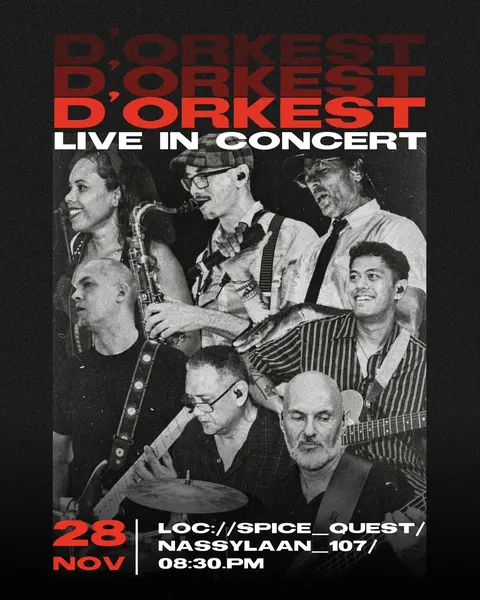 D'ORKEST
D'ORKEST
D'ORKEST
LIVE IN CONCERT
28
NOV
LOC://SPICE_QUEST/
NASSYLAAN_107/
08:30.PM